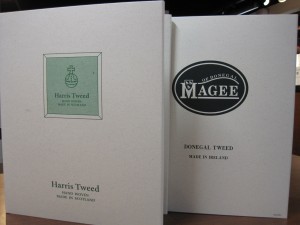 Harris Tweed
HAND WOVEN
MADE IN SCOTLAND
Harris Tweed
HAND WOVEN
MADE IN SCOTLAND
OF DONEGAL
MAGEE
DONEGAL TWEED
MADE IN IRELAND